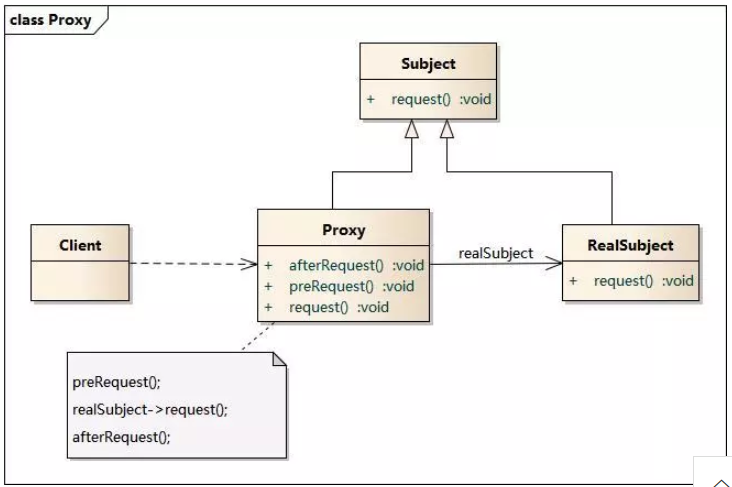 class Proxy
Subject
+ request() :void
Client
Proxy
+ afterRequest() :void
+ preRequest() :void
+ request() :void
realSubject
RealSubject
+ request() :void
preRequest();
realSubject->request();
afterRequest();